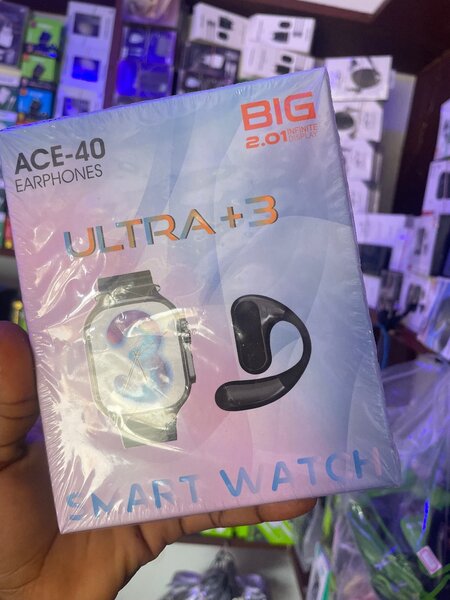 ACE-40
EARPHONES
BIG
2.01 INFINITE
DISPLAY
ULTRA+3
SMART WATCH